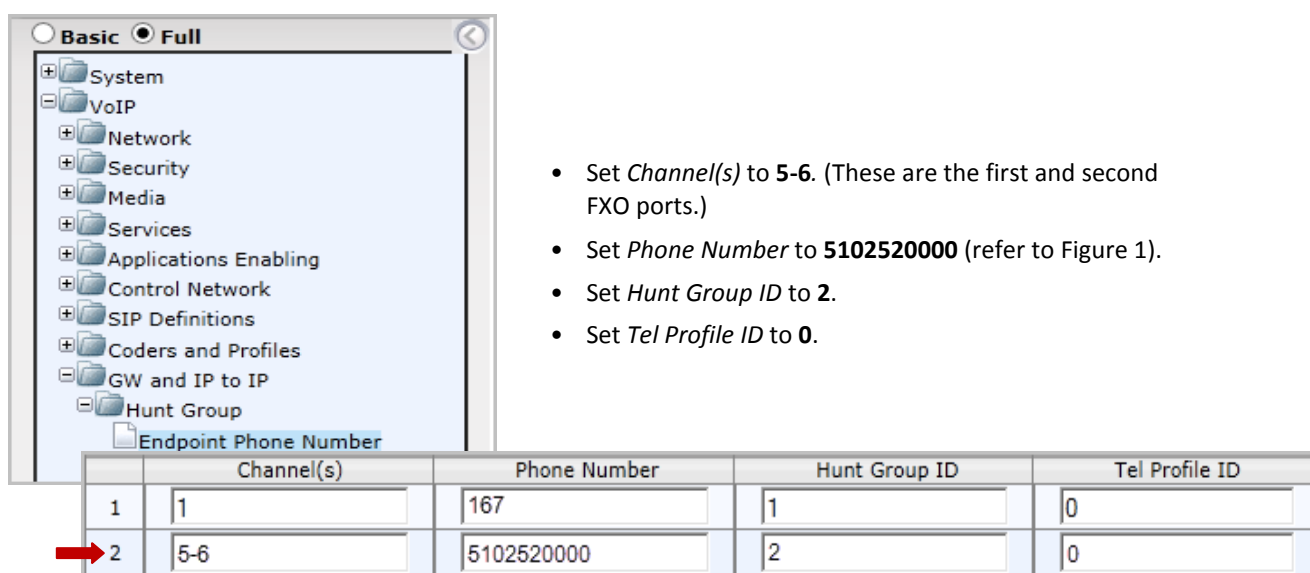 Basic Full
System
VoIP
Network
Security
Media
Services
Applications Enabling
Control Network
SIP Definitions
Coders and Profiles
GW and IP to IP
Hunt Group
Endpoint Phone Number
• Set Channel(s) to 5-6. (These are the first and second
FXO ports.)
• Set Phone Number to 5102520000 (refer to Figure 1).
• Set Hunt Group ID to 2.
• Set Tel Profile ID to 0.
Channel(s) Phone Number Hunt Group ID Tel Profile ID
1 1 167 1 0
2 5-6 5102520000 2 0